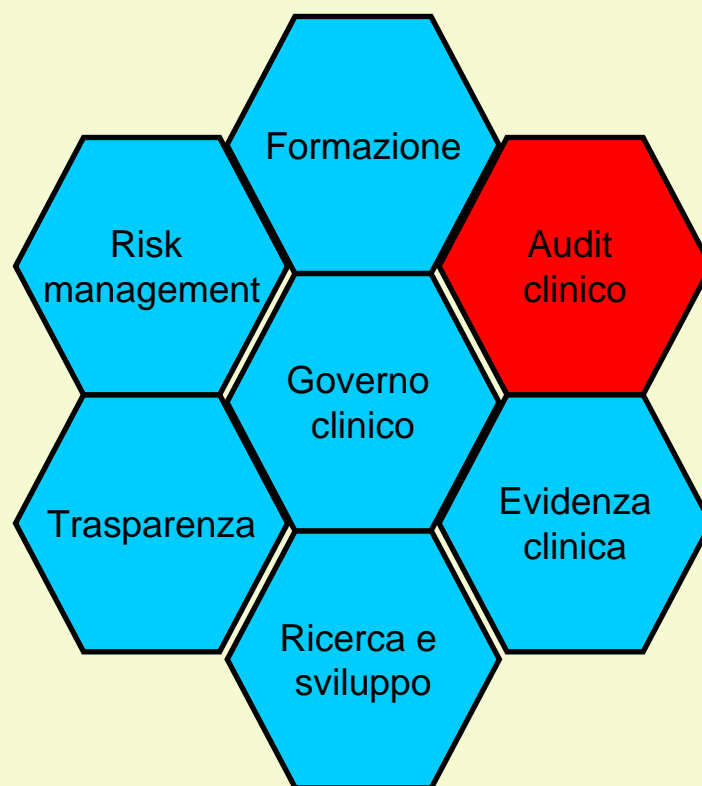 Formazione
Risk
management
Audit
clinico
Governo
clinico
Trasparenza
Evidenza
clinica
Ricerca e
sviluppo